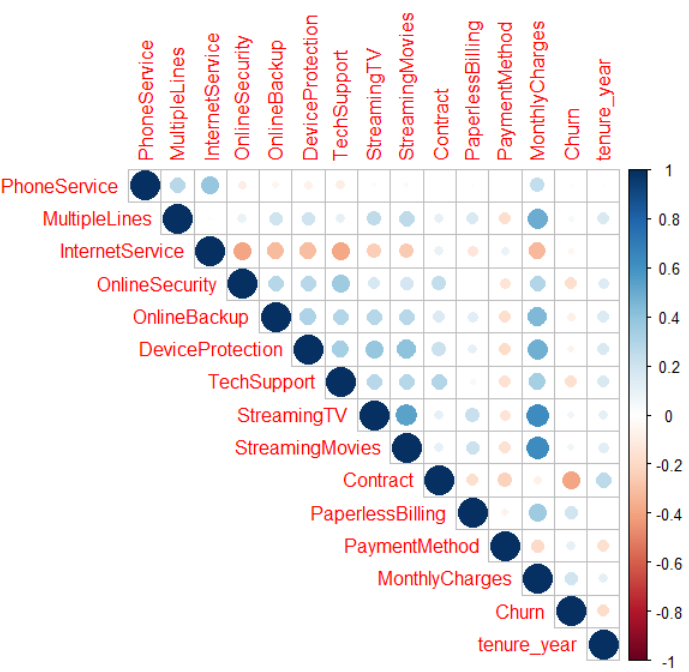 PhoneService
MultipleLines
InternetService
OnlineSecurity
OnlineBackup
DeviceProtection
TechSupport
StreamingTV
StreamingMovies
Contract
PaperlessBilling
PaymentMethod
MonthlyCharges
Churn
tenure_year
PhoneService
MultipleLines
InternetService
OnlineSecurity
OnlineBackup
DeviceProtection
TechSupport
StreamingTV
StreamingMovies
Contract
PaperlessBilling
PaymentMethod
MonthlyCharges
Churn
tenure_year
1
0.8
0.6
0.4
0.2
0
-0.2
-0.4
-0.6
-0.8
-1